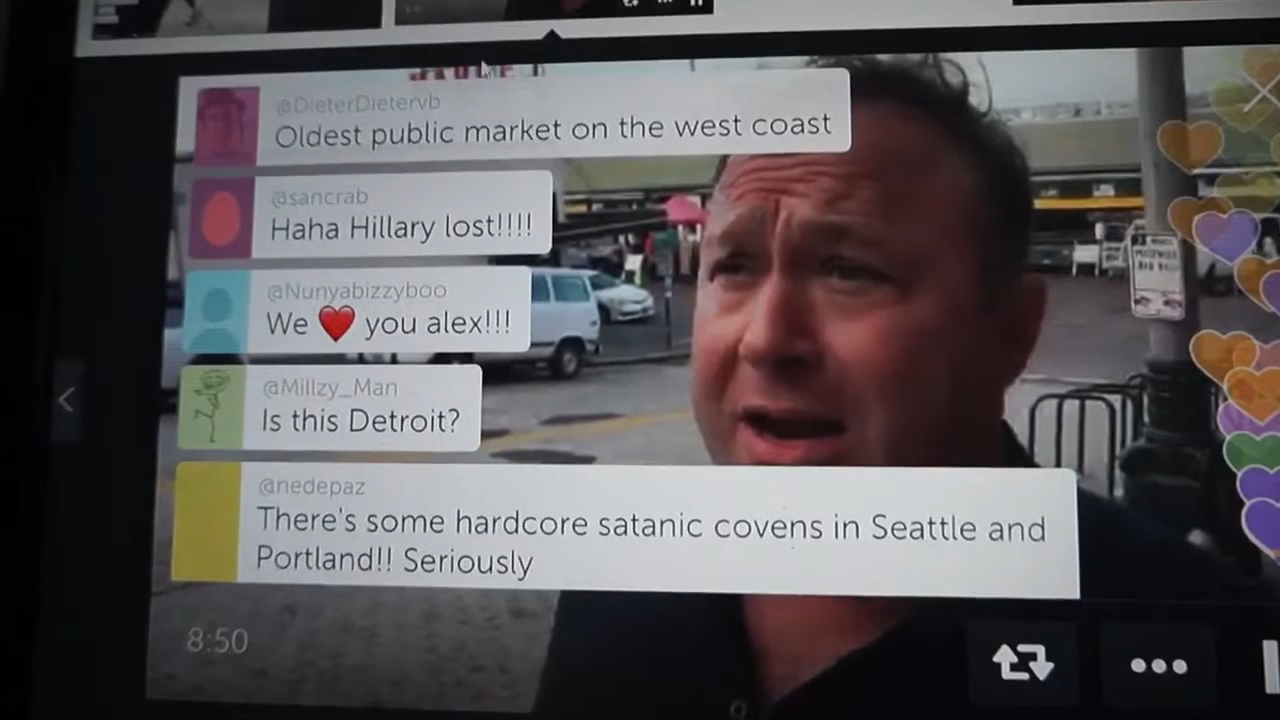 @DieterDietervb
Oldest public market on the west coast
@sancrab
Haha Hillary lost!!!!
@Nunyabizzyboo
We ❤️ you alex!!!
@Millzy_Man
Is this Detroit?
@nedepaz
There's some hardcore satanic covens in Seattle and
Portland!! Seriously
8:50